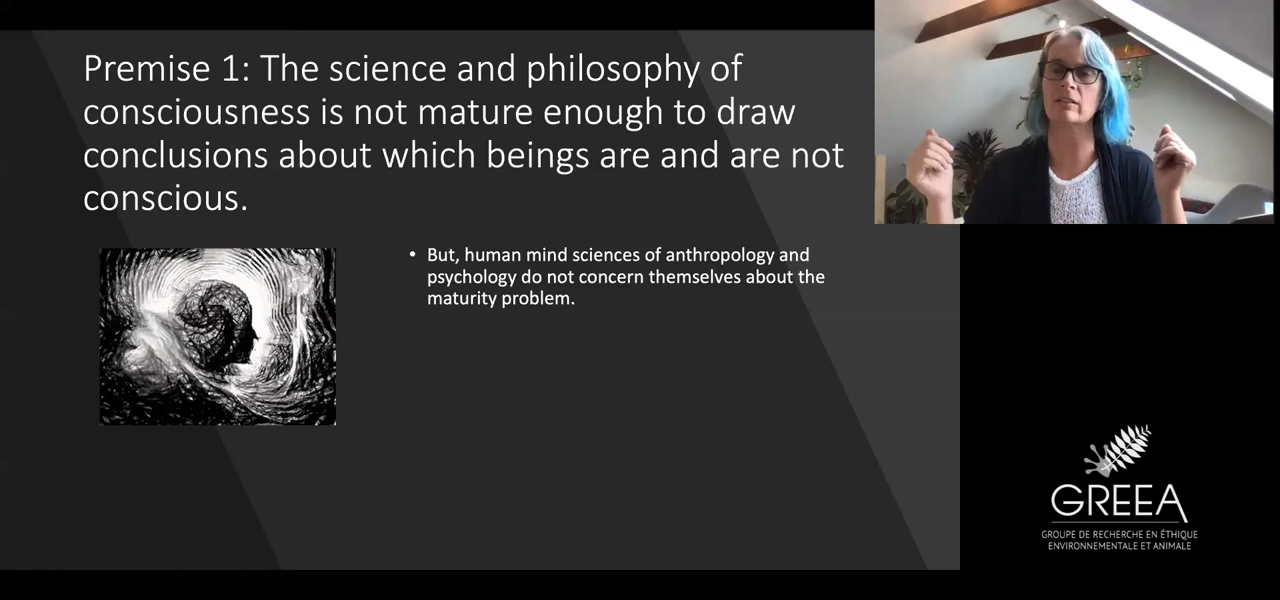 Premise 1: The science and philosophy of
consciousness is not mature enough to draw
conclusions about which beings are and are not
conscious.
• But, human mind sciences of anthropology and
psychology do not concern themselves about the
maturity problem.
GREEA
GROUPE DE RECHERCHE EN ÉTHIQUE
ENVIRONNEMENTALE ET ANIMALE